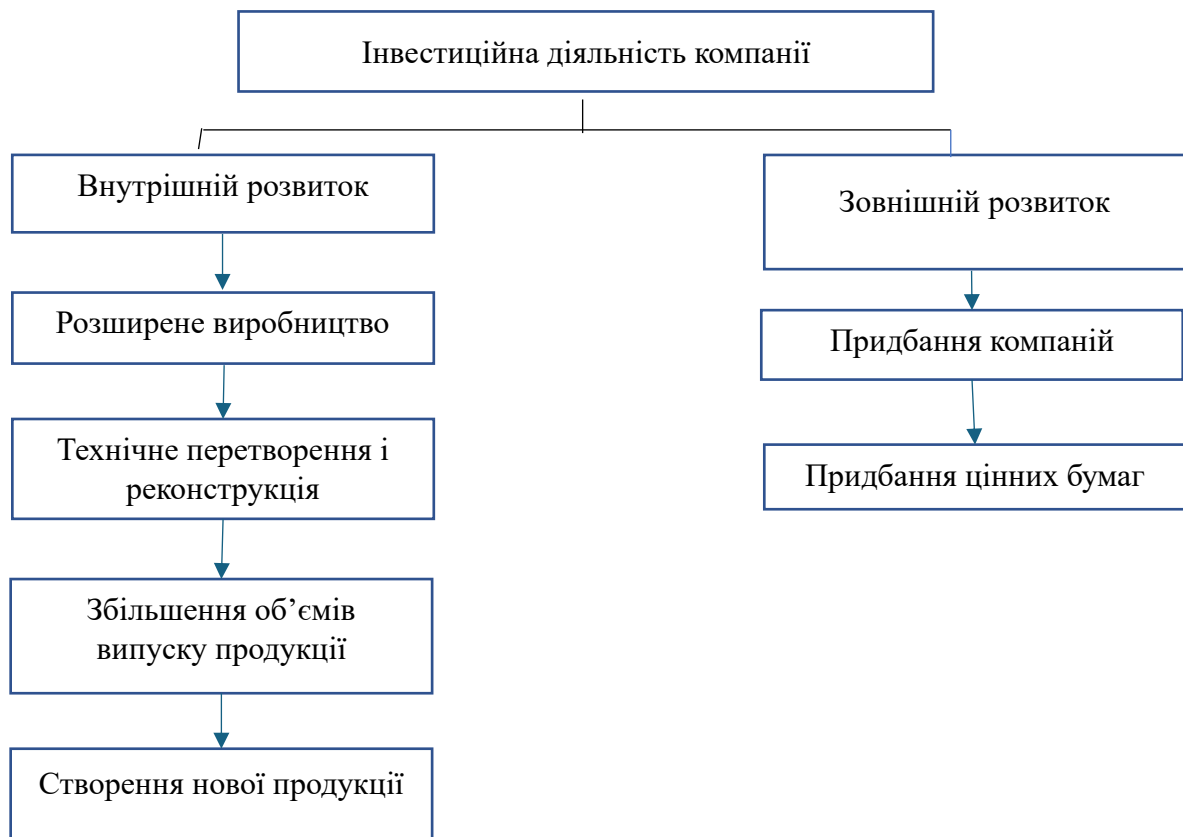 Інвестиційна діяльність компанії
Внутрішній розвиток
Зовнішній розвиток
Розширене виробництво
Придбання компаній
Технічне перетворення і
реконструкція
Придбання цінних бумаг
Збільшення об’ємів
випуску продукції
Створення нової продукції